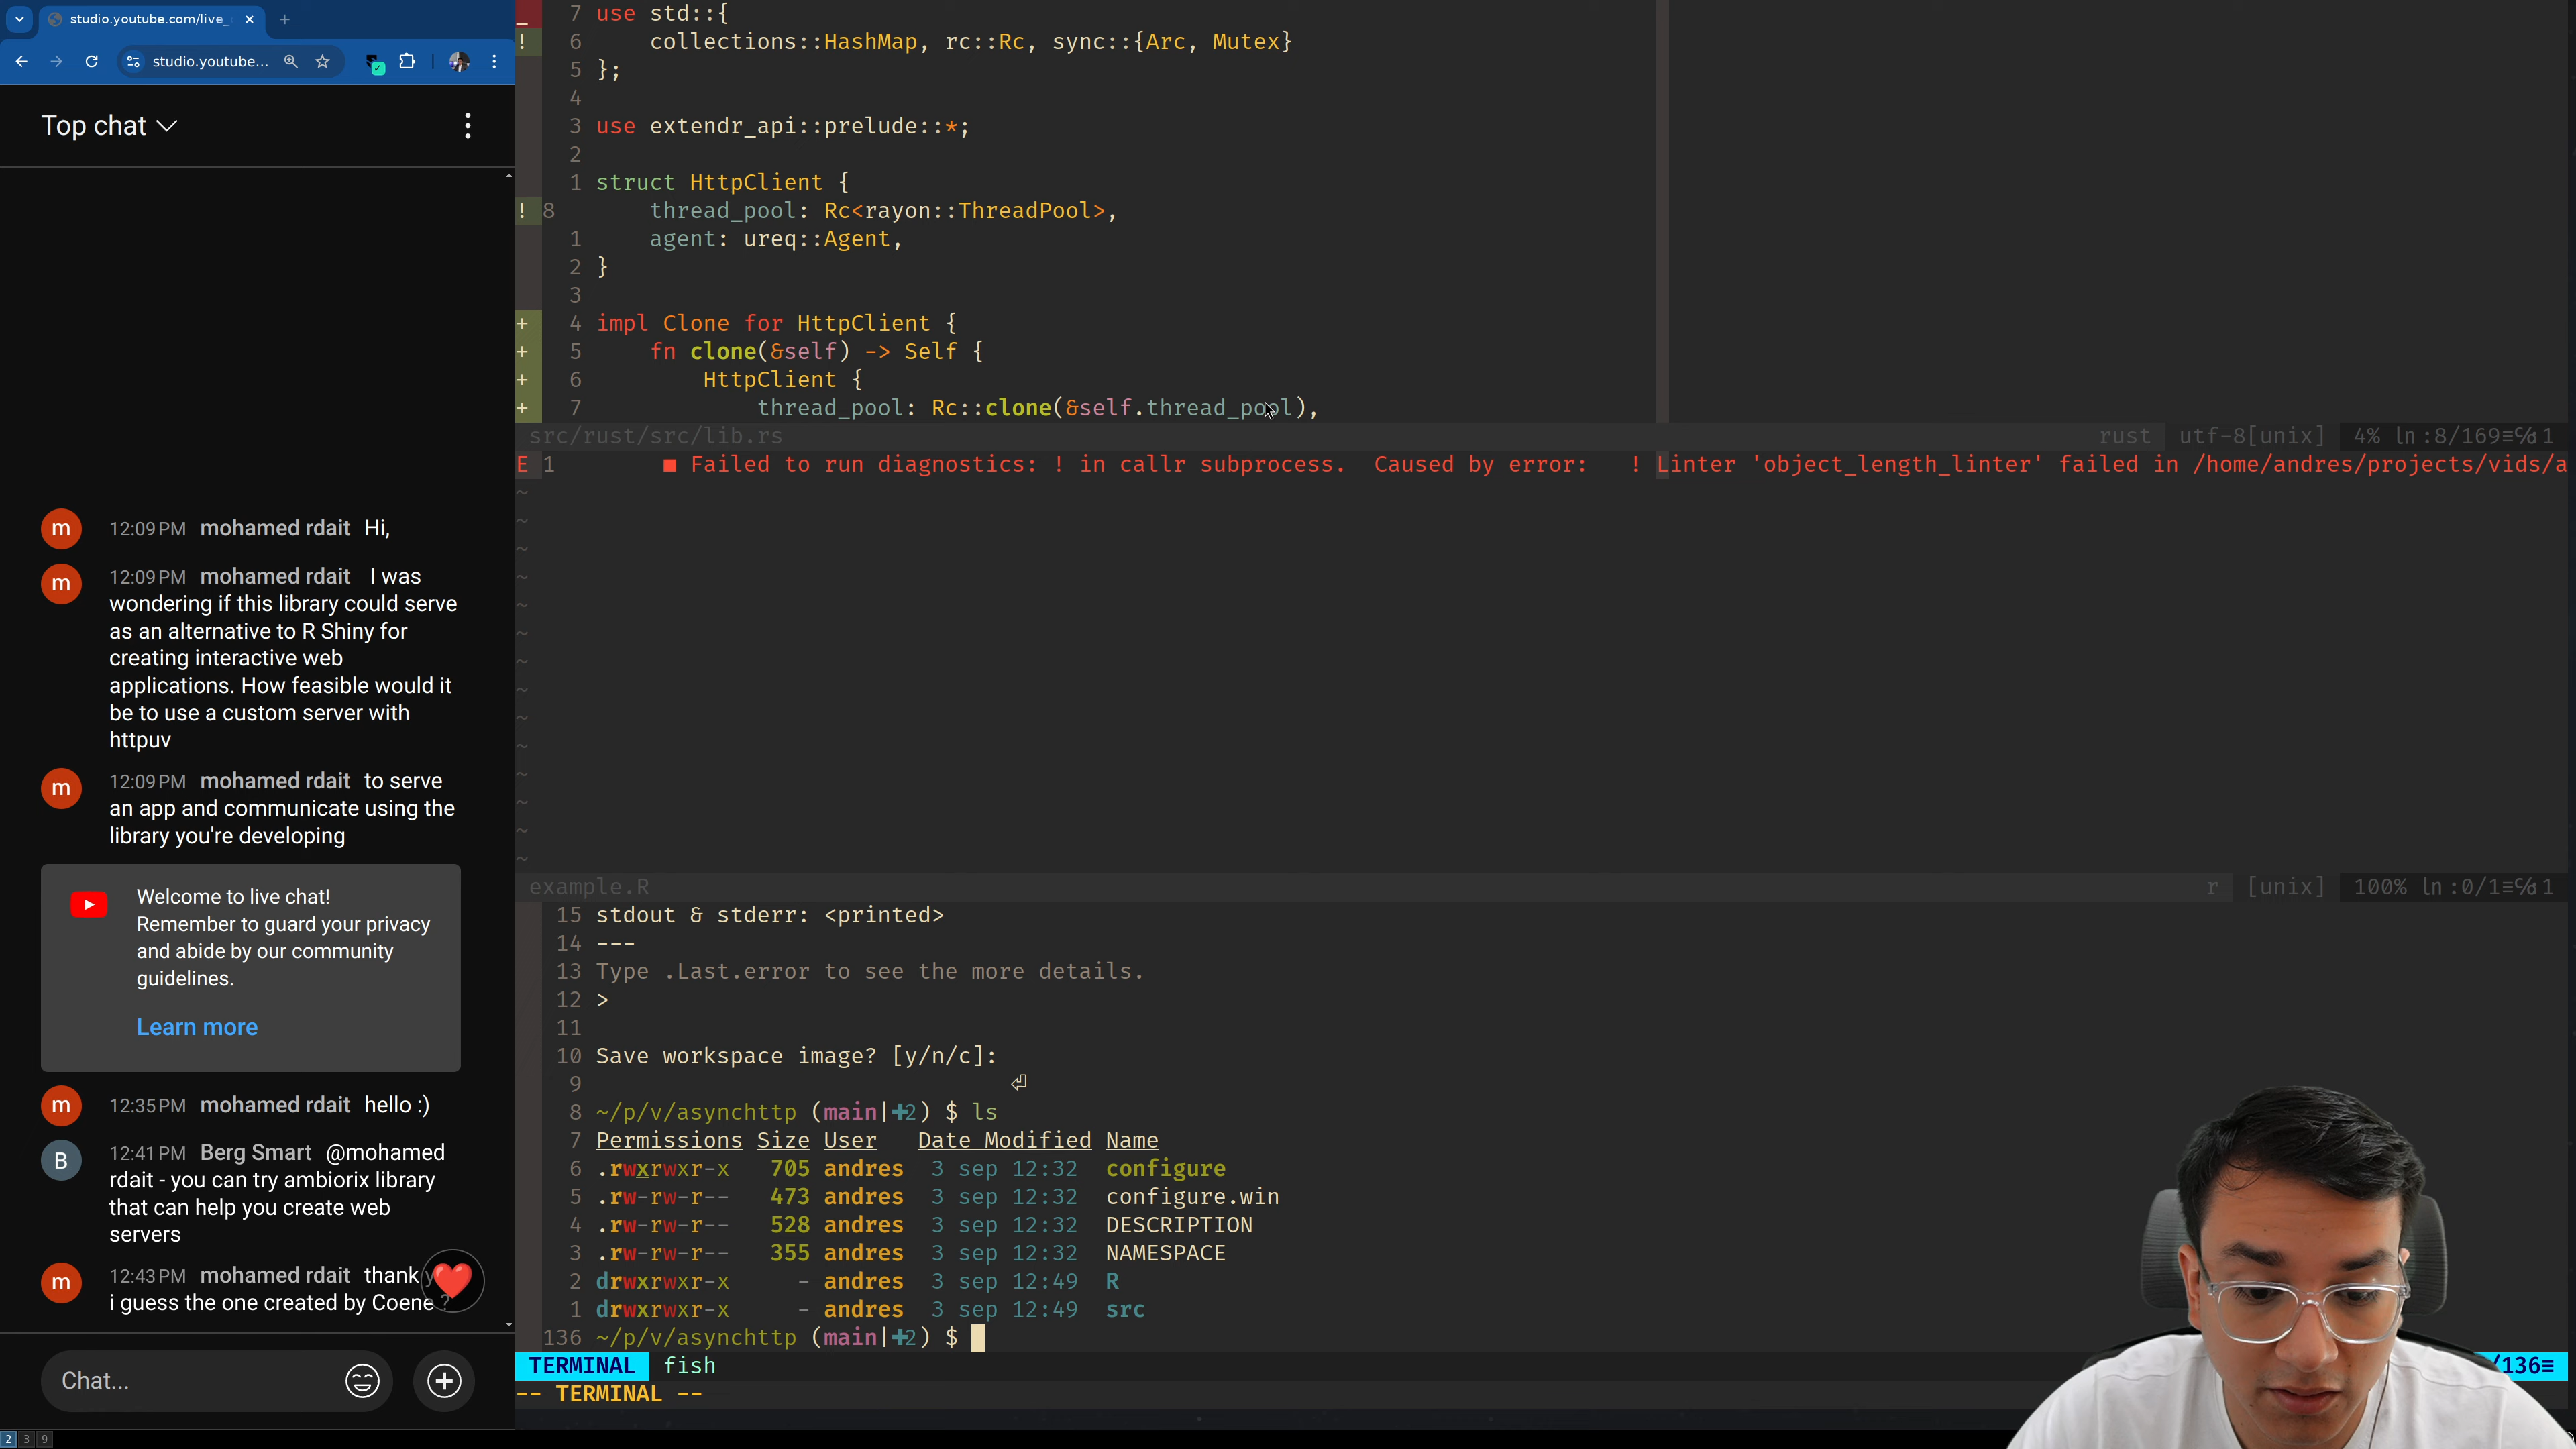 studio.youtube.com/live_
studio.youtube...
Top chat
12:09 PM mohamed rdait Hi,
12:09 PM mohamed rdait I was
wondering if this library could serve
as an alternative to R Shiny for
creating interactive web
applications. How feasible would it
be to use a custom server with
httpuv
12:09 PM mohamed rdait to serve
an app and communicate using the
library you're developing
Welcome to live chat!
Remember to guard your privacy
and abide by our community
guidelines.
Learn more
12:35 PM mohamed rdait hello :)
12:41 PM Berg Smart @mohamed
rdait - you can try ambiorix library
that can help you create web
servers
12:43 PM mohamed rdait thank
i guess the one created by Coene ?
Chat...
2 3 9
7 use std::{
! 6 collections::HashMap, rc::Rc, sync::{Arc, Mutex}
5 };
4
3 use extendr_api::prelude::*;
2
1 struct HttpClient {
! 8 thread_pool: Rc<rayon::ThreadPool>,
1 agent: ureq::Agent,
2 }
3
+ 4 impl Clone for HttpClient {
+ 5 fn clone(&self) -> Self {
+ 6 HttpClient {
+ 7 thread_pool: Rc::clone(&self.thread_pool),
src/rust/src/lib.rs rust utf-8[unix] 4% ln:8/169≡℅:1
E 1 ■ Failed to run diagnostics: ! in callr subprocess. Caused by error: ! Linter 'object_length_linter' failed in /home/andres/projects/vids/a
example.R r [unix] 100% ln:0/1≡℅:1
15 stdout & stderr: <printed>
14 ---
13 Type .Last.error to see the more details.
12 >
11
10 Save workspace image? [y/n/c]:
9 ⏎
8 ~/p/v/asynchttp (main|✚2) $ ls
7 Permissions Size User Date Modified Name
6 .rwxrwxr-x 705 andres 3 sep 12:32 configure
5 .rw-rw-r-- 473 andres 3 sep 12:32 configure.win
4 .rw-rw-r-- 528 andres 3 sep 12:32 DESCRIPTION
3 .rw-rw-r-- 355 andres 3 sep 12:32 NAMESPACE
2 drwxrwxr-x - andres 3 sep 12:49 R
1 drwxrwxr-x - andres 3 sep 12:49 src
136 ~/p/v/asynchttp (main|✚2) $
TERMINAL fish /136≡
-- TERMINAL --